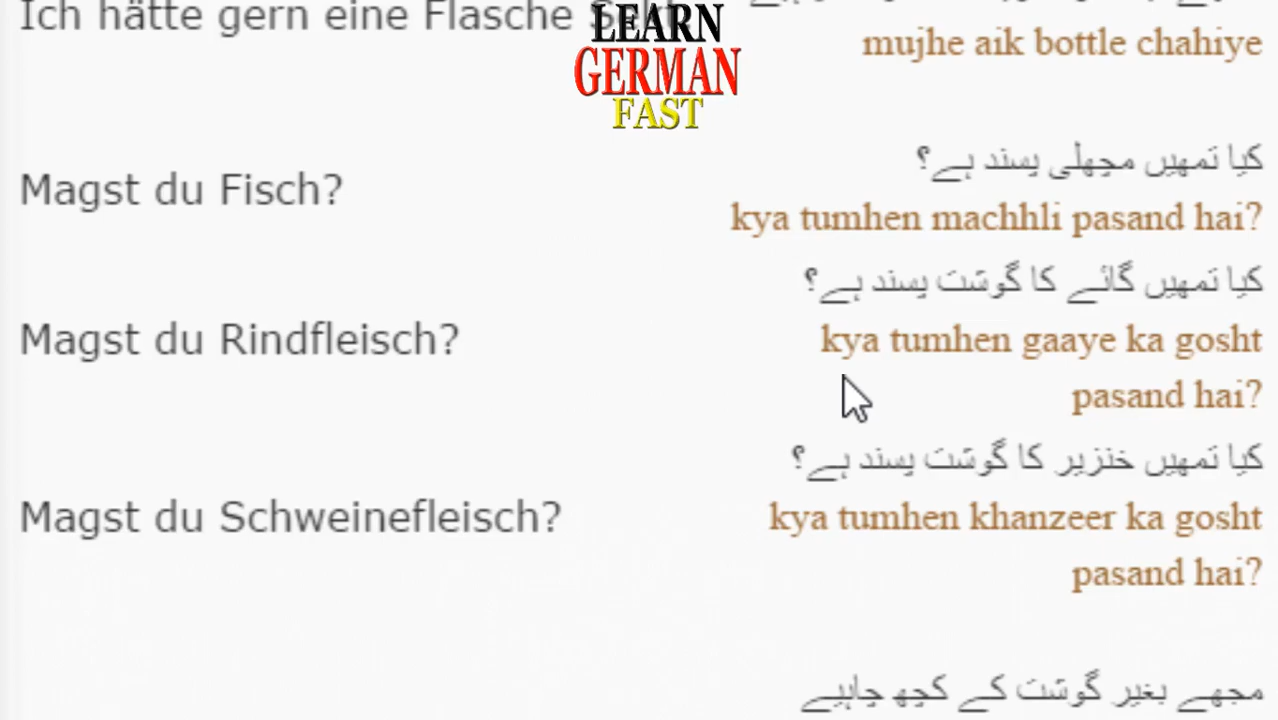 Ich hätte gern eine Flasche
LEARN
GERMAN
FAST
mujhe aik bottle chahiye
Magst du Fisch?
کیا تمہیں مچھلی پسند ہے؟
kya tumhen machhli pasand hai?
Magst du Rindfleisch?
کیا تمہیں گائے کا گوشت پسند ہے؟
kya tumhen gaaye ka gosht
pasand hai?
Magst du Schweinefleisch?
کیا تمہیں خنزیر کا گوشت پسند ہے؟
kya tumhen khanzeer ka gosht
pasand hai?
مجھے بغیر گوشت کے کچھ چاہیے